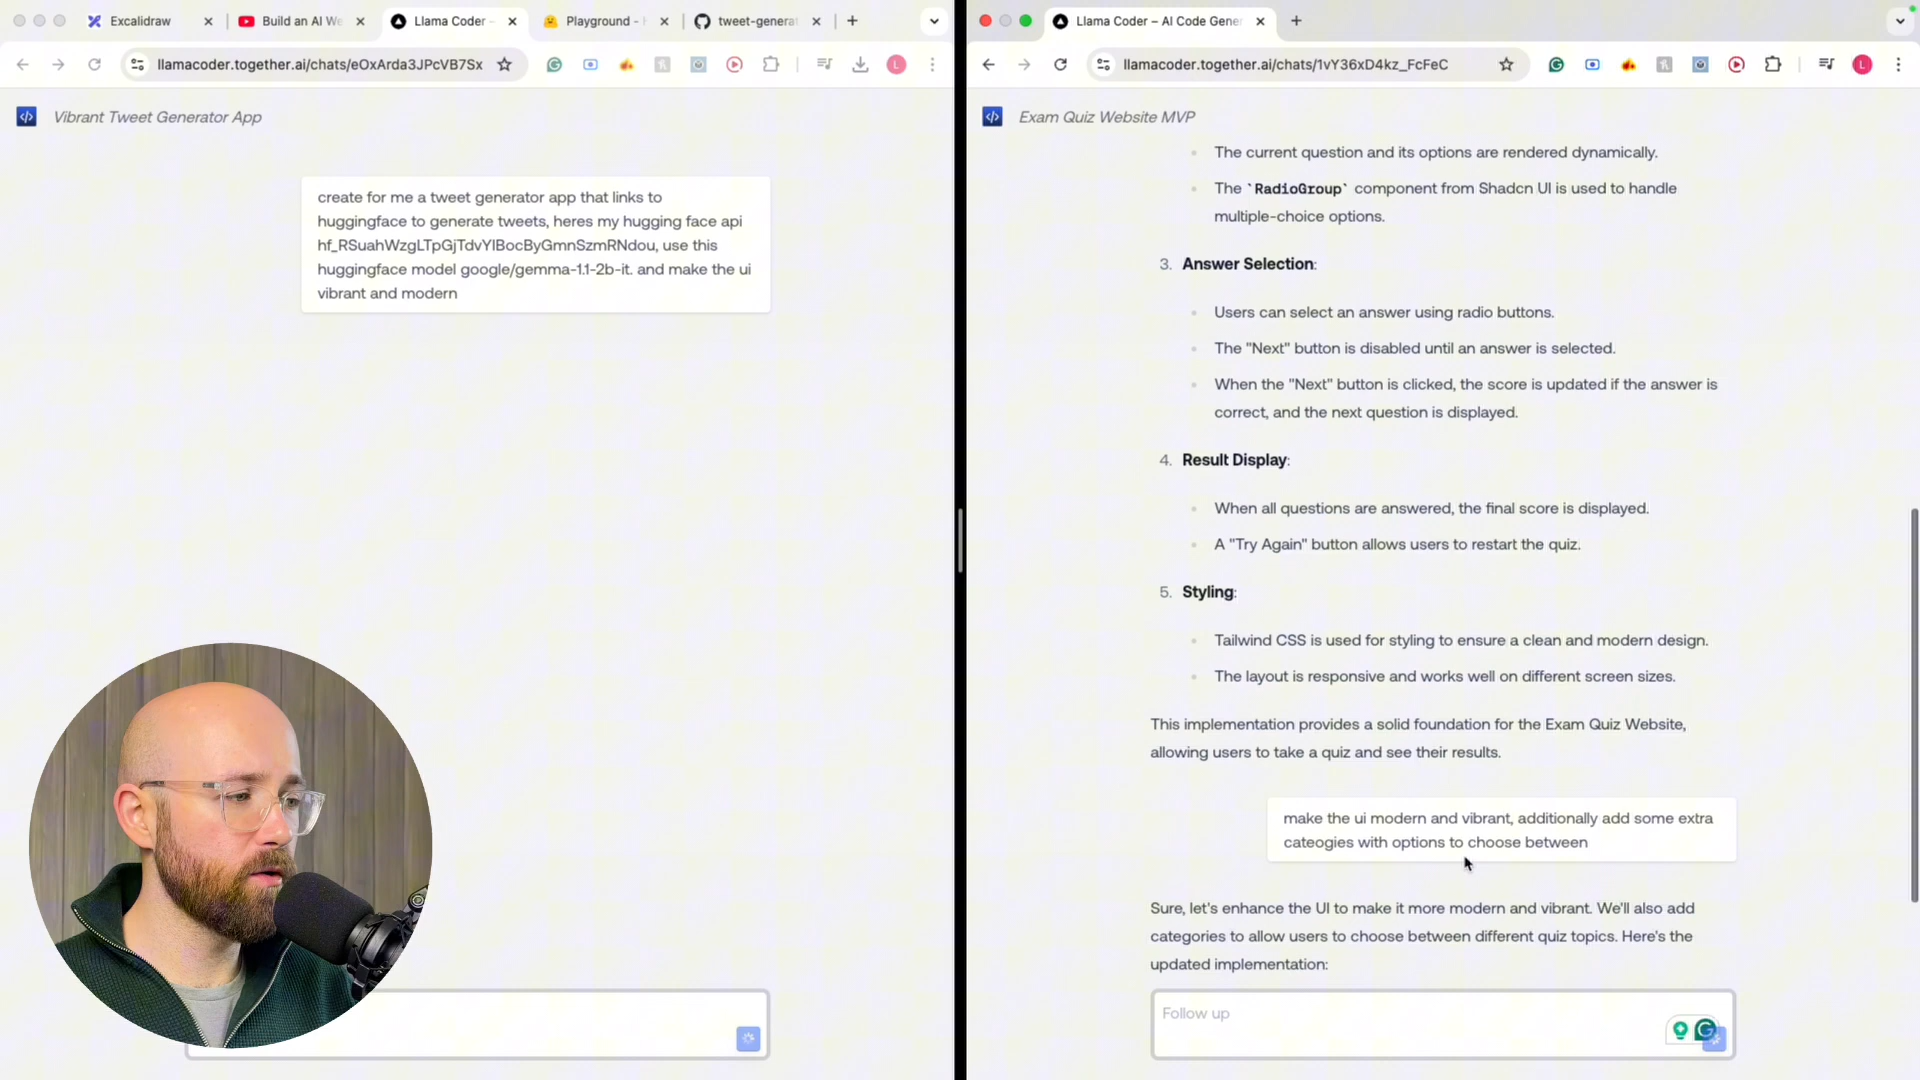 Excalidraw
Build an AI We
Llama Coder –
Playground -
tweet-generat
llamacoder.together.ai/chats/eOxArda3JPcVB7Sx
Vibrant Tweet Generator App
create for me a tweet generator app that links to
huggingface to generate tweets, heres my hugging face api
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, use this
huggingface model google/gemma-1.1-2b-it. and make the ui
vibrant and modern
Llama Coder – AI Code Gener
llamacoder.together.ai/chats/1vY36xD4kz_FcFeC
Exam Quiz Website MVP
The current question and its options are rendered dynamically.
The `RadioGroup` component from Shadcn UI is used to handle
multiple-choice options.
3. Answer Selection:
Users can select an answer using radio buttons.
The "Next" button is disabled until an answer is selected.
When the "Next" button is clicked, the score is updated if the answer is
correct, and the next question is displayed.
4. Result Display:
When all questions are answered, the final score is displayed.
A "Try Again" button allows users to restart the quiz.
5. Styling:
Tailwind CSS is used for styling to ensure a clean and modern design.
The layout is responsive and works well on different screen sizes.
This implementation provides a solid foundation for the Exam Quiz Website,
allowing users to take a quiz and see their results.
make the ui modern and vibrant, additionally add some extra
cateogies with options to choose between
Sure, let's enhance the UI to make it more modern and vibrant. We'll also add
categories to allow users to choose between different quiz topics. Here's the
updated implementation:
Follow up